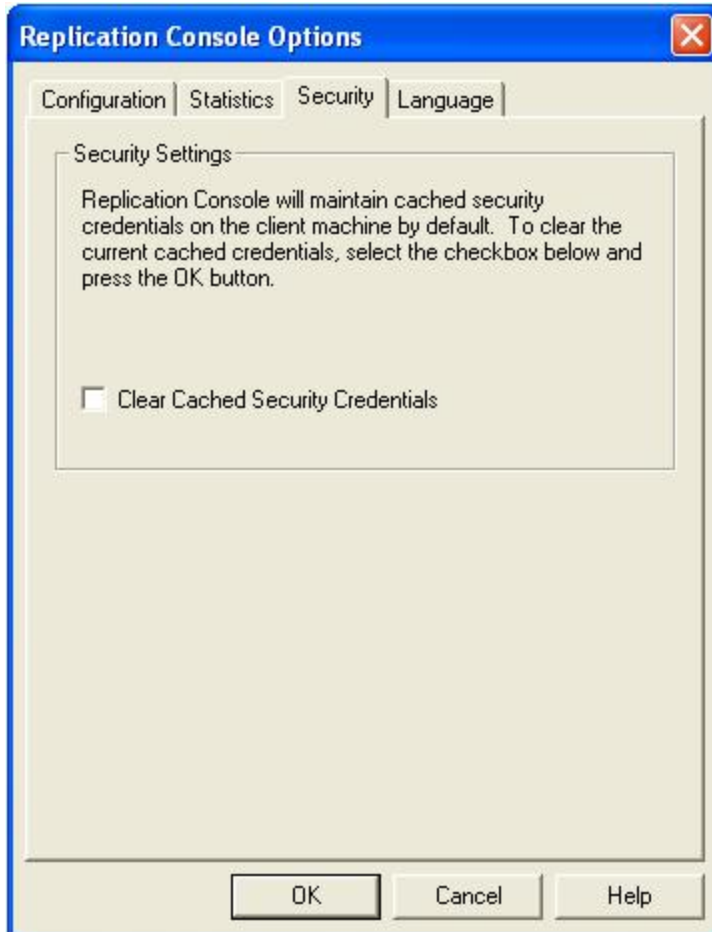 Replication Console Options
Configuration
Statistics
Security
Language
Security Settings
Replication Console will maintain cached security
credentials on the client machine by default. To clear the
current cached credentials, select the checkbox below and
press the OK button.
Clear Cached Security Credentials
OK
Cancel
Help